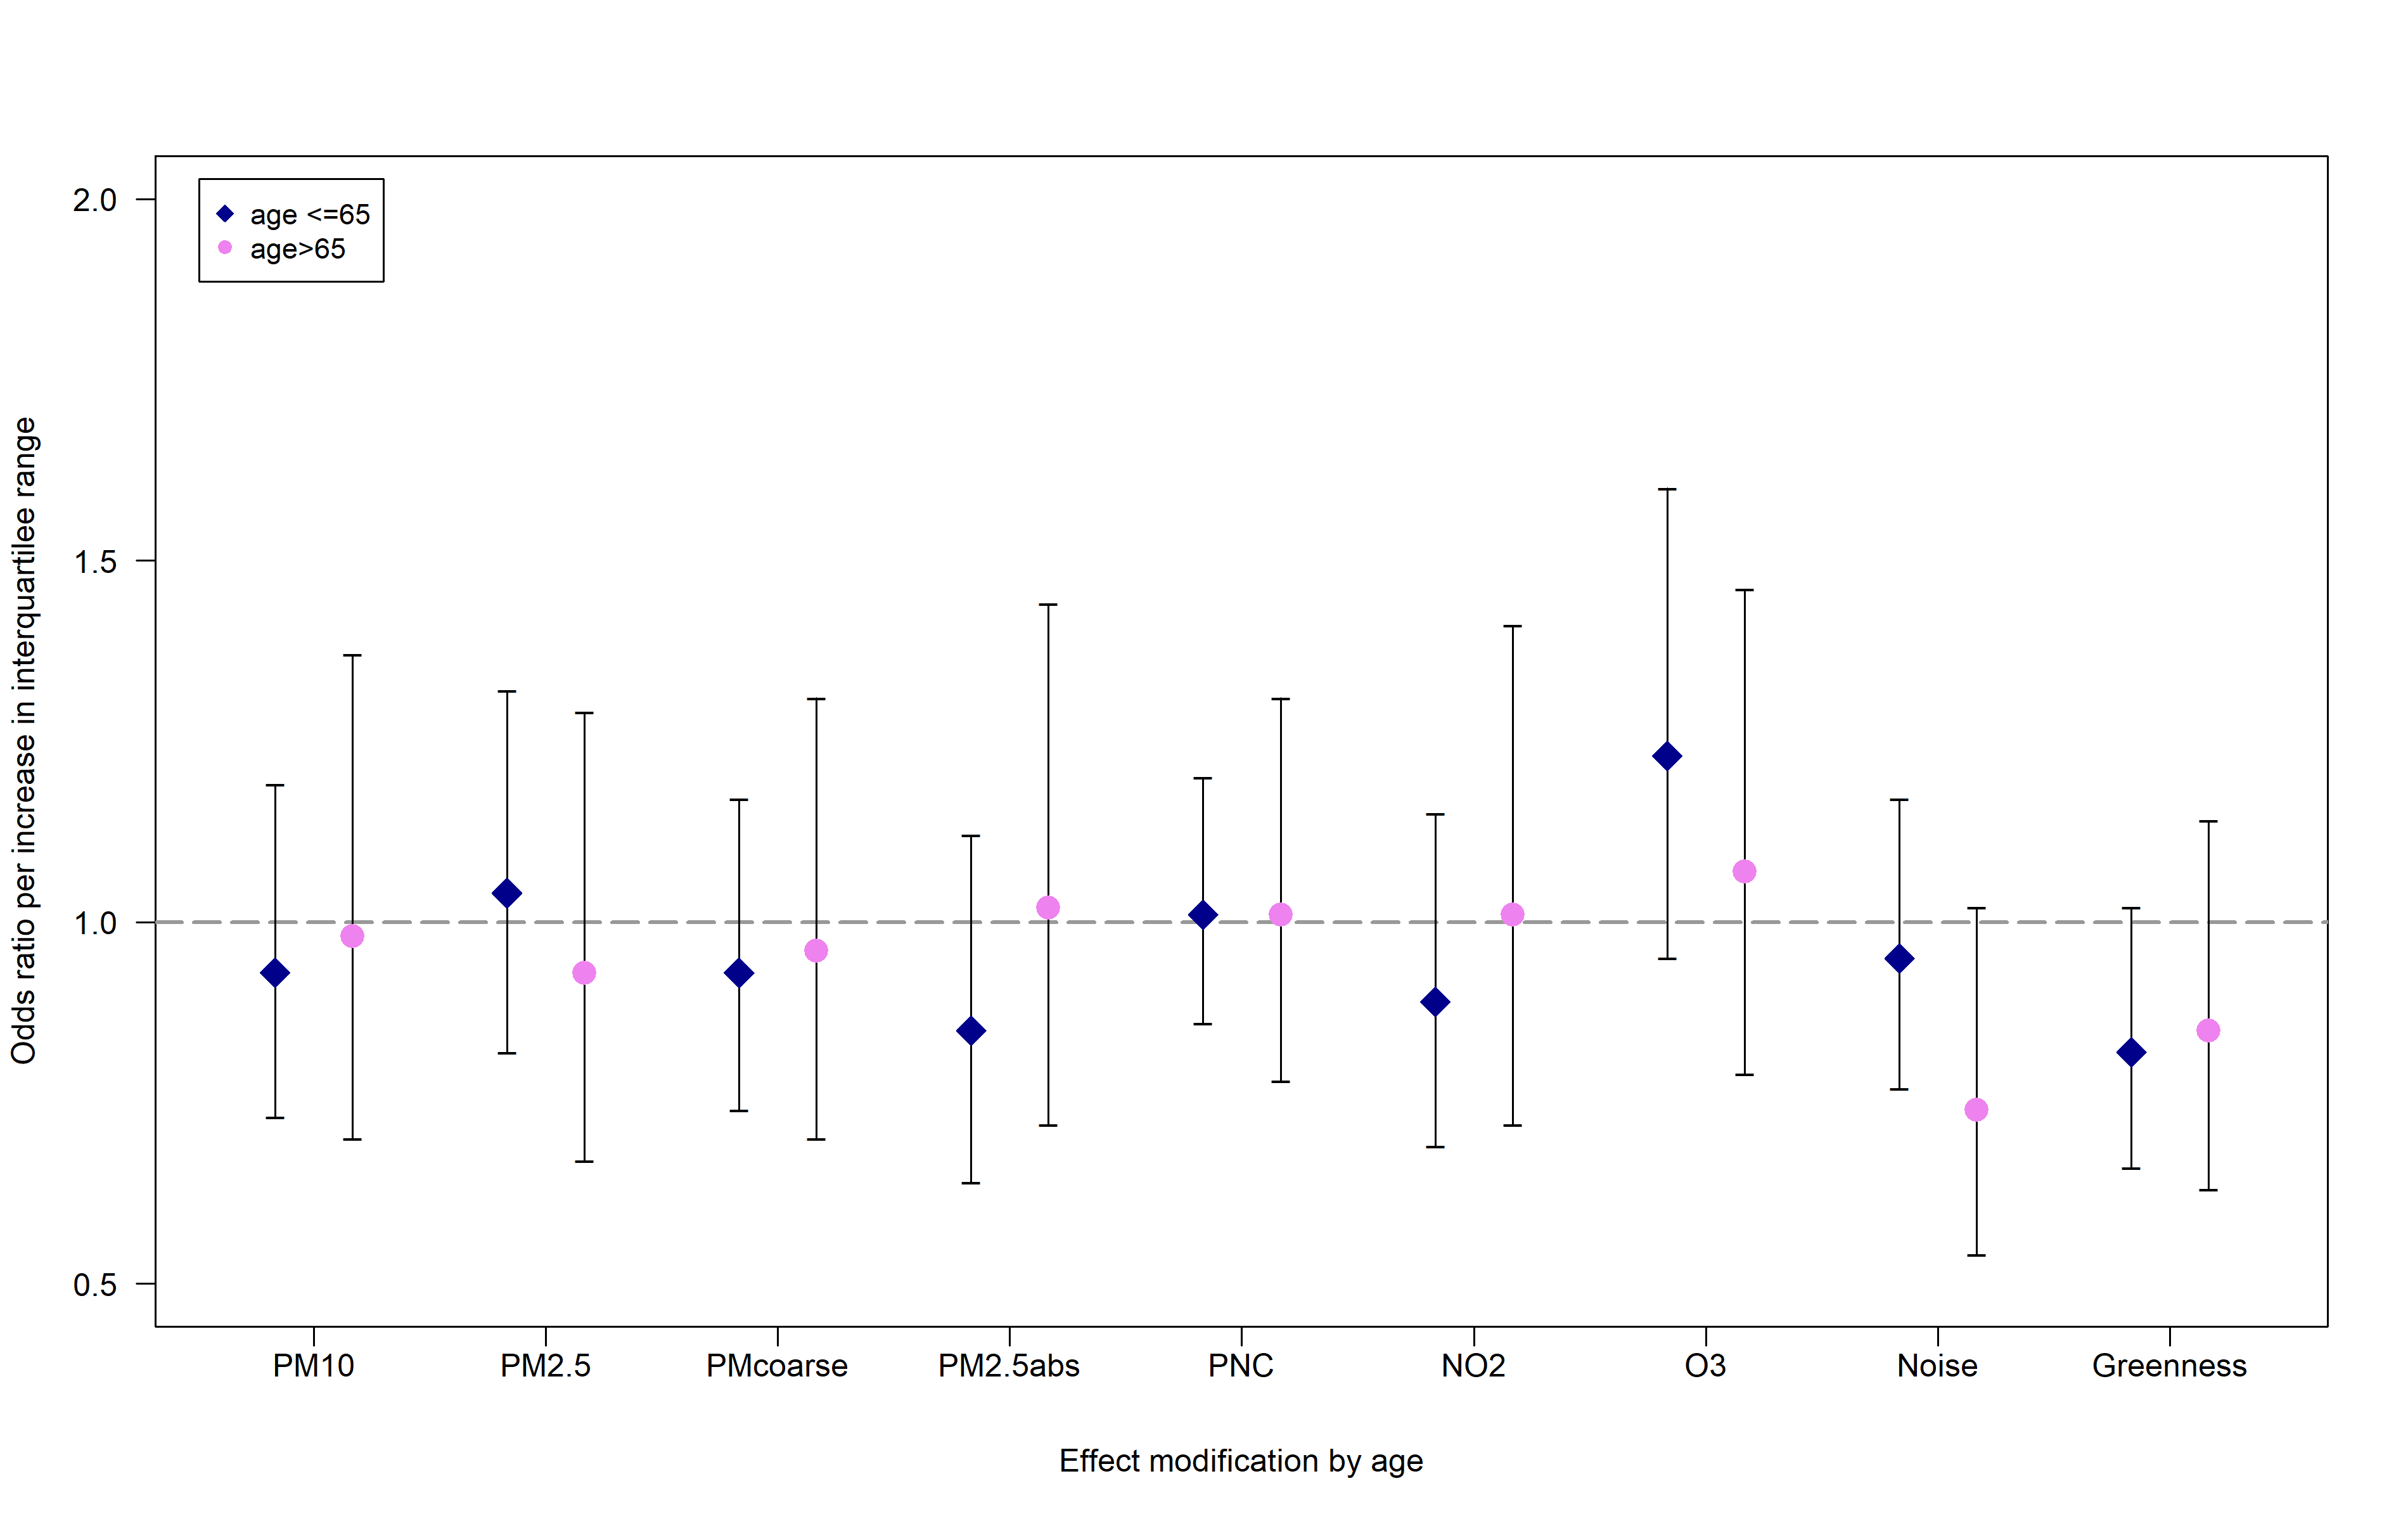 2.0
1.5
1.0
0.5
Odds ratio per increase in interquartilee range
age <=65
age>65
PM10 PM2.5 PMcoarse PM2.5abs PNC NO2 O3 Noise Greenness
Effect modification by age